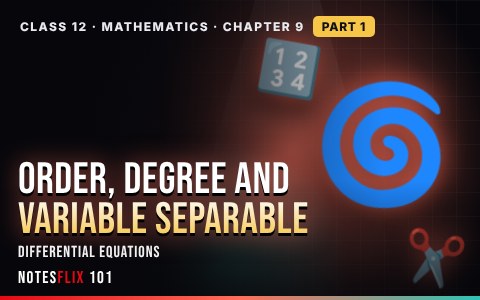 CLASS 12 · MATHEMATICS · CHAPTER 9 PART 1
1 2
3 4
ORDER, DEGREE AND
VARIABLE SEPARABLE
DIFFERENTIAL EQUATIONS
NOTESFLIX 101